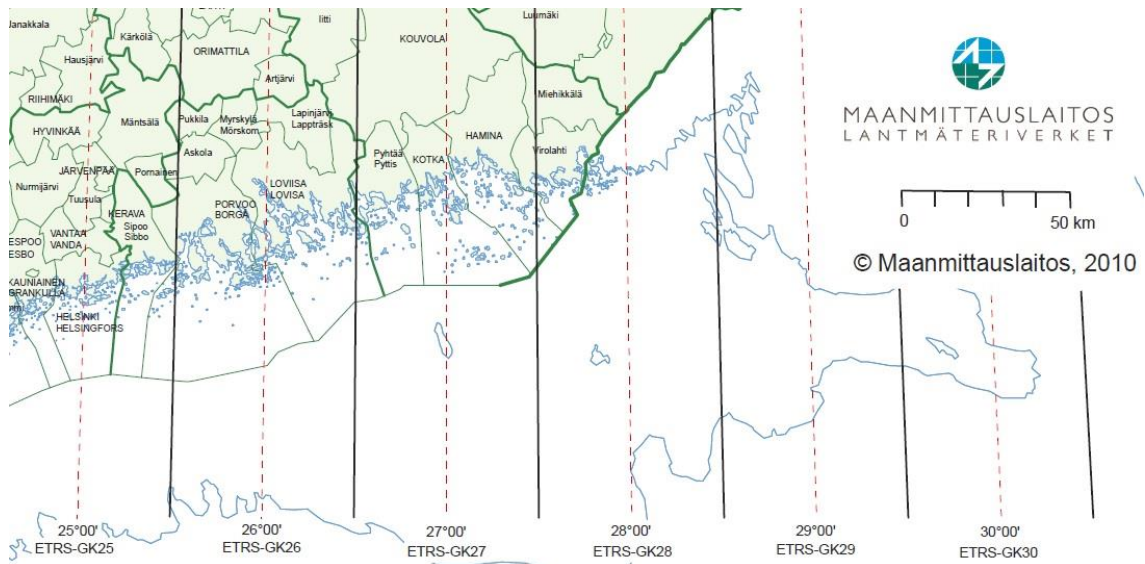 Janakkala
Kärkölä
Iitti
Luumäki
KOUVOLA
ORIMATTILA
Hausjärvi
Artjärvi
RIIHIMÄKI
Miehikkälä
MAANMITTAUSLAITOS
LANTMÄTERIVERKET
HYVINKÄÄ
Mäntsälä
Pukkila
Myrskylä
Mörskom
Lapinjärvi
Lappträsk
HAMINA
Askola
Pyhtää
Pyttis
KOTKA
Virolahti
JÄRVENPÄÄ
Pornainen
Nurmijärvi
Tuusula
LOVIISA
LOVISA
PORVOO
BORGÅ
KERAVA
Sipoo
Sibbo
0 50 km
VANTAA
VANDA
ESPOO
ESBO
© Maanmittauslaitos, 2010
KAUNIAINEN
GRANKULLA
HELSINKI
HELSINGFORS
25°00' 26°00' 27°00' 28°00' 29°00' 30°00'
ETRS-GK25 ETRS-GK26 ETRS-GK27 ETRS-GK28 ETRS-GK29 ETRS-GK30